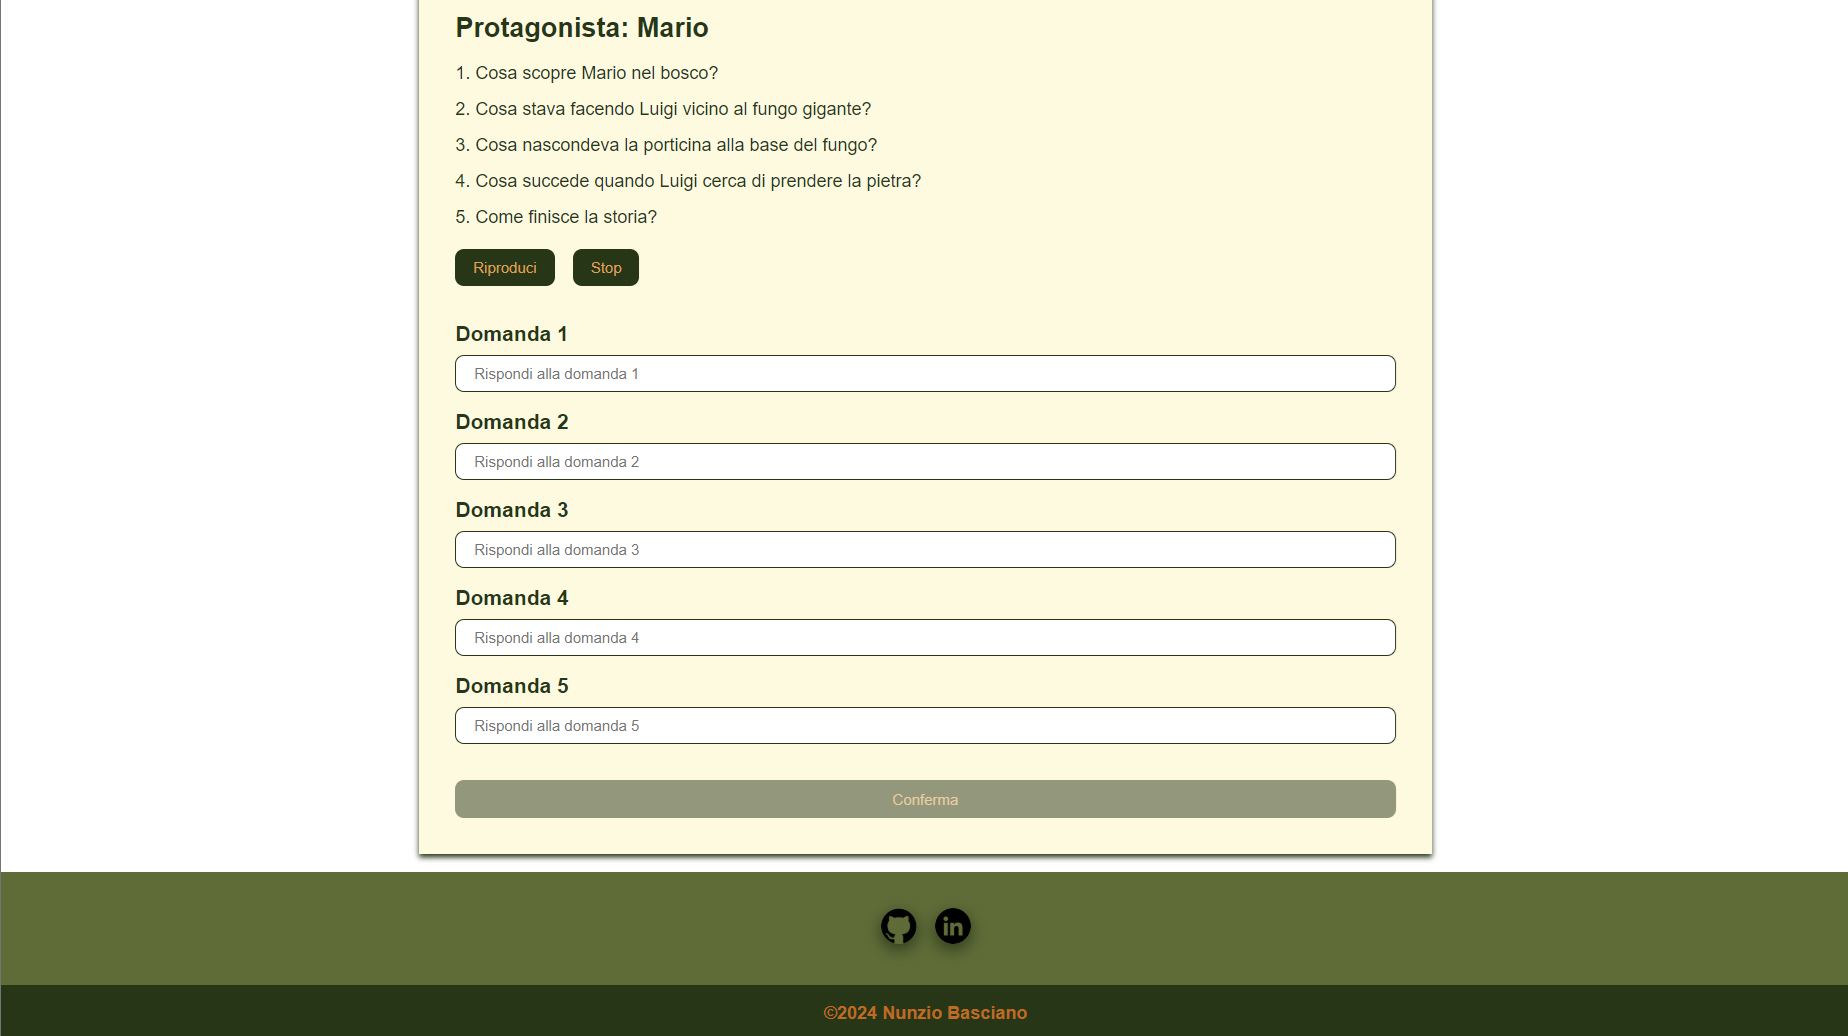 Protagonista: Mario
1. Cosa scopre Mario nel bosco?
2. Cosa stava facendo Luigi vicino al fungo gigante?
3. Cosa nascondeva la porticina alla base del fungo?
4. Cosa succede quando Luigi cerca di prendere la pietra?
5. Come finisce la storia?
Riproduci Stop
Domanda 1
Rispondi alla domanda 1
Domanda 2
Rispondi alla domanda 2
Domanda 3
Rispondi alla domanda 3
Domanda 4
Rispondi alla domanda 4
Domanda 5
Rispondi alla domanda 5
Conferma
in
©2024 Nunzio Basciano